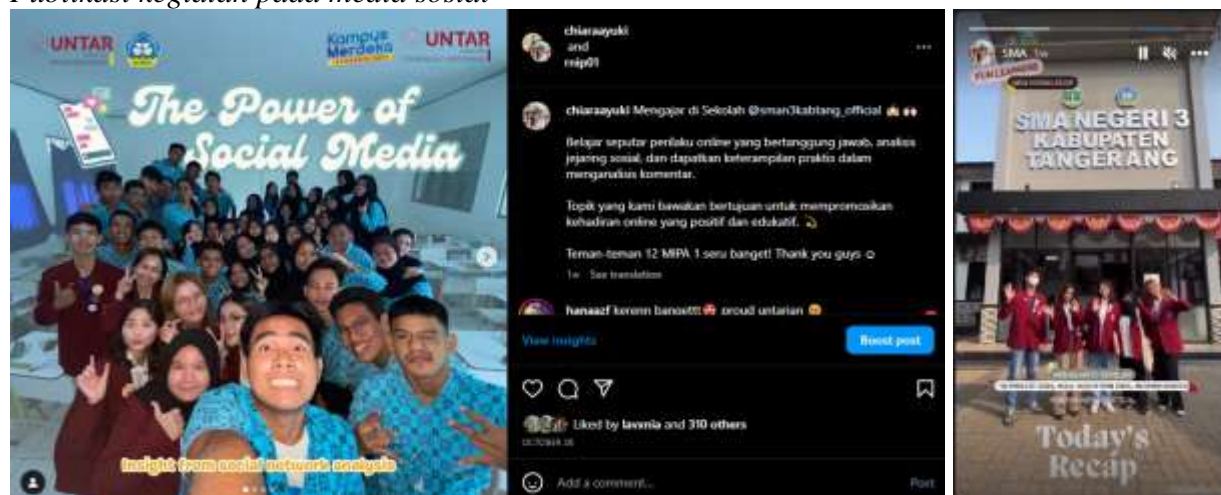 Publikasi kegiatan pada media sosial
UNTAR
Kampus
Merdeka
UNTAR
The Power of
Social Media
Insight from social network analysis
chiaraayuki
and
rnip01
chiaraayuki Mengajar di Sekolah @sman3kabtang_official
Belajar seputar perilaku online yang bertanggung jawab, analisis
jejaring sosial, dan dapatkan keterampilan praktis dalam
menganalisis komentar.
Topik yang kami bawakan bertujuan untuk mempromosikan
kehadiran online yang positif dan edukatif.
Teman-teman 12 MIPA 1 seru banget! Thank you guys
1w See translation
hanaazf kerenn bangettt proud untarian
View insights
Boost post
Liked by lavvnia and 310 others
OCTOBER
Add a comment...
Post
SMA 1w
FUN LEARNING
SMA NEGERI 3
KABUPATEN
TANGERANG
Today's
Recap